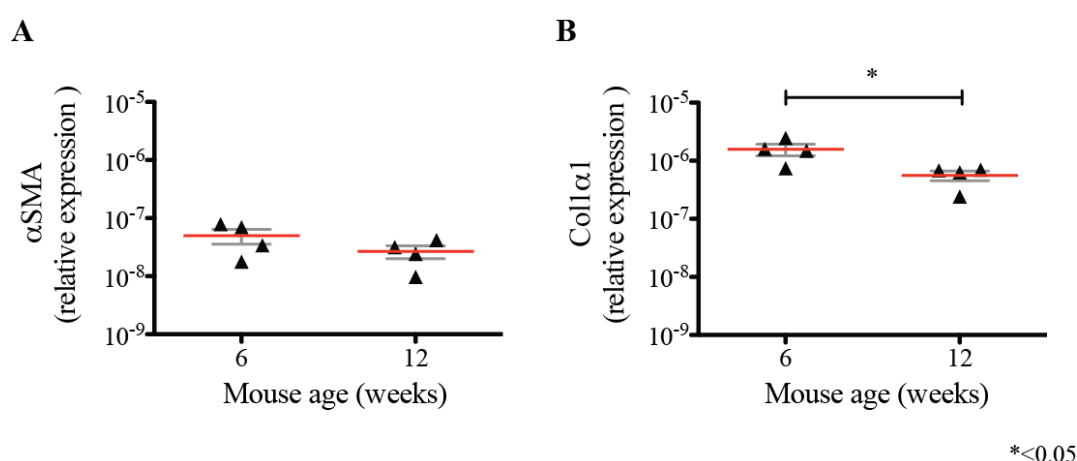 A
αSMA
(relative expression )
10⁻⁵
10⁻⁶
10⁻⁷
10⁻⁸
10⁻⁹
6
12
Mouse age (weeks)
B
*
Coll1α1
(relative expression )
10⁻⁵
10⁻⁶
10⁻⁷
10⁻⁸
10⁻⁹
6
12
Mouse age (weeks)
*<0.05